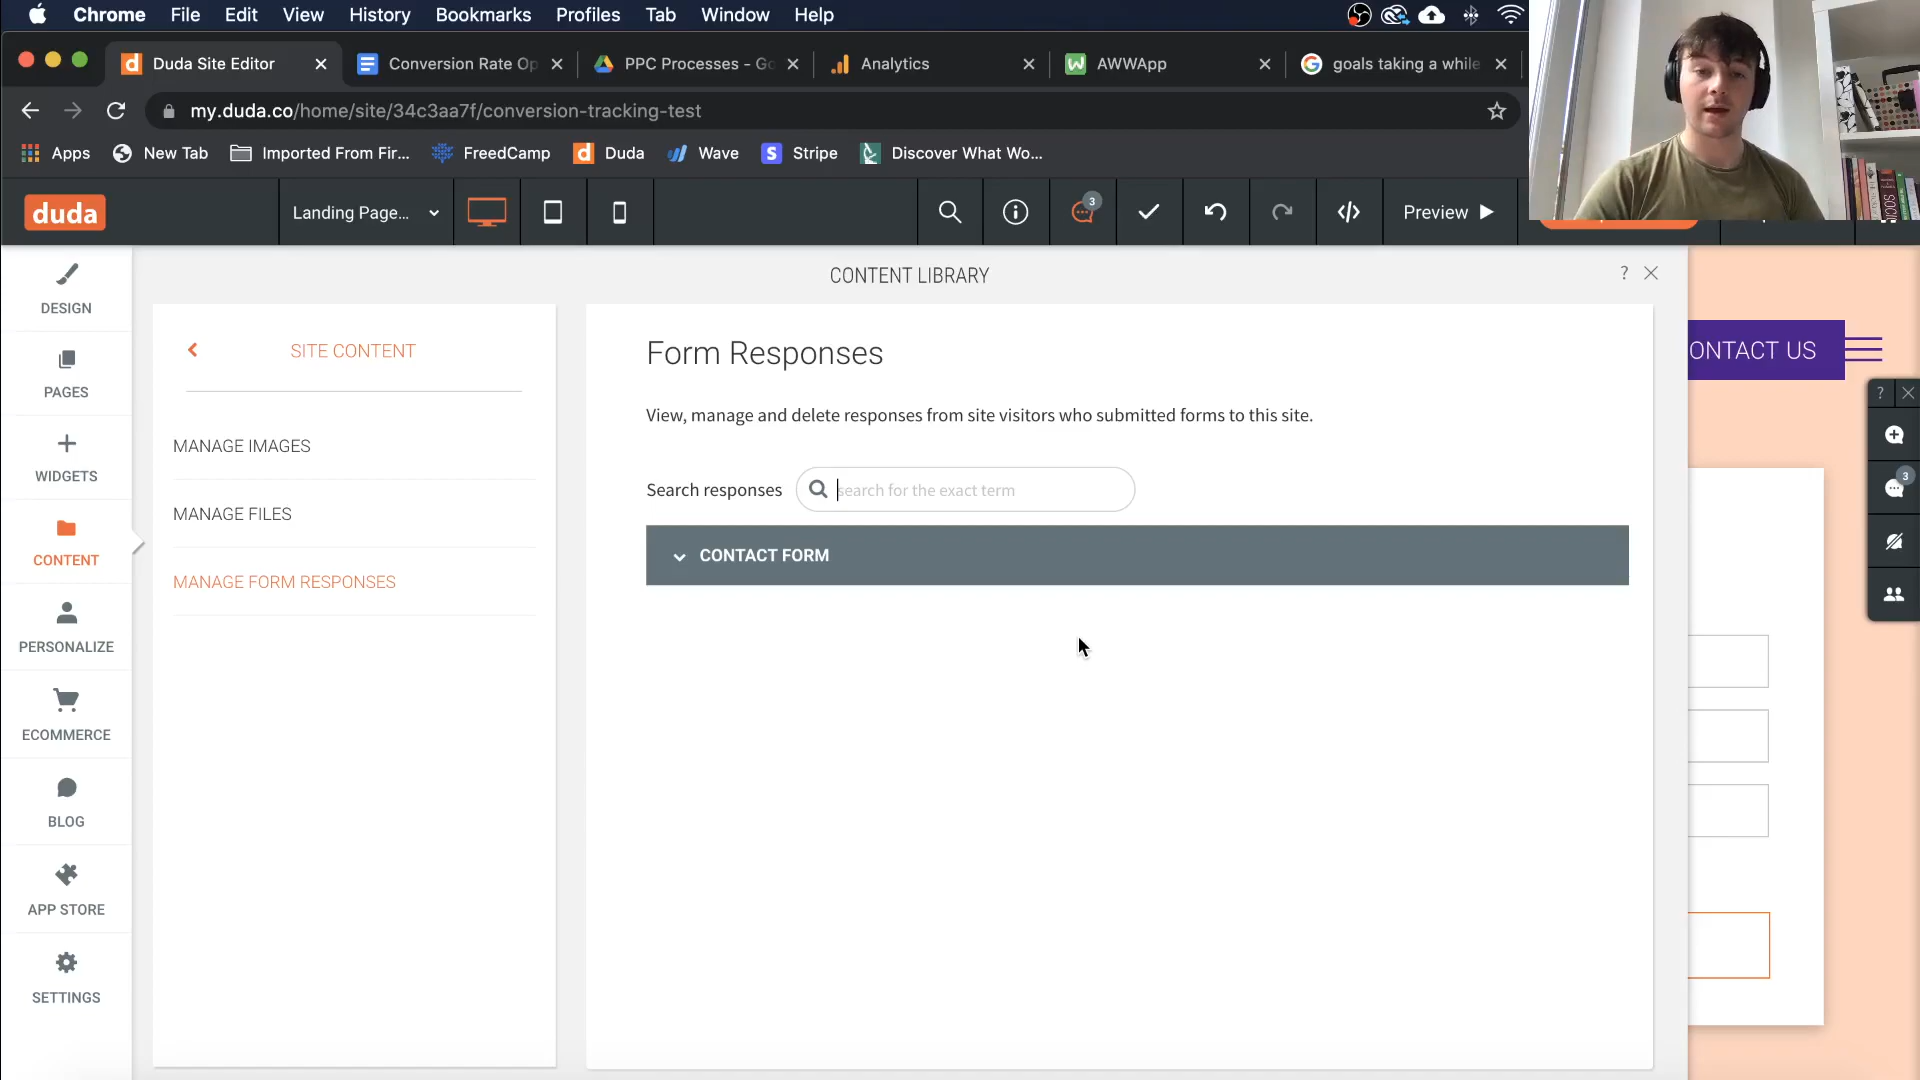 Chrome File Edit View History Bookmarks Profiles Tab Window Help
Duda Site Editor
Conversion Rate Op
PPC Processes - Go
Analytics
AWWApp
goals taking a while
my.duda.co/home/site/34c3aa7f/conversion-tracking-test
Apps
New Tab
Imported From Fir...
FreedCamp
Duda
Wave
Stripe
Discover What Wo...
duda
Landing Page...
3
Preview
DESIGN
PAGES
WIDGETS
CONTENT
PERSONALIZE
ECOMMERCE
BLOG
APP STORE
SETTINGS
CONTENT LIBRARY
?
SITE CONTENT
MANAGE IMAGES
MANAGE FILES
MANAGE FORM RESPONSES
Form Responses
View, manage and delete responses from site visitors who submitted forms to this site.
Search responses
search for the exact term
CONTACT FORM
ONTACT US
?
3